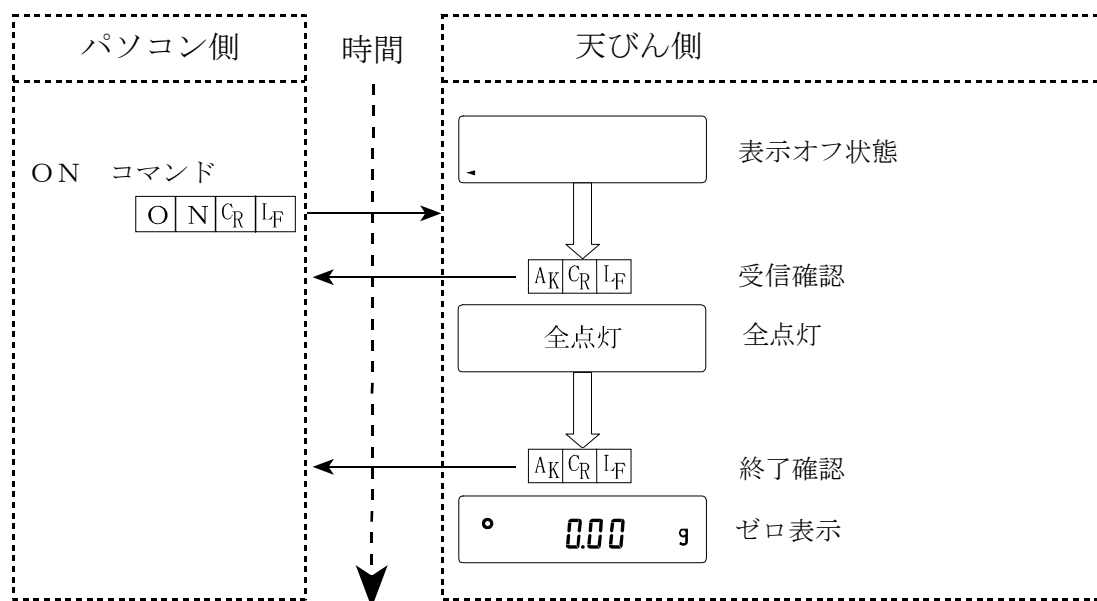 パソコン側
時間
天びん側
表示オフ状態
ＯＮ　コマンド
O N CR LF
AK CR LF
受信確認
全点灯
全点灯
AK CR LF
終了確認
0.00 g
ゼロ表示